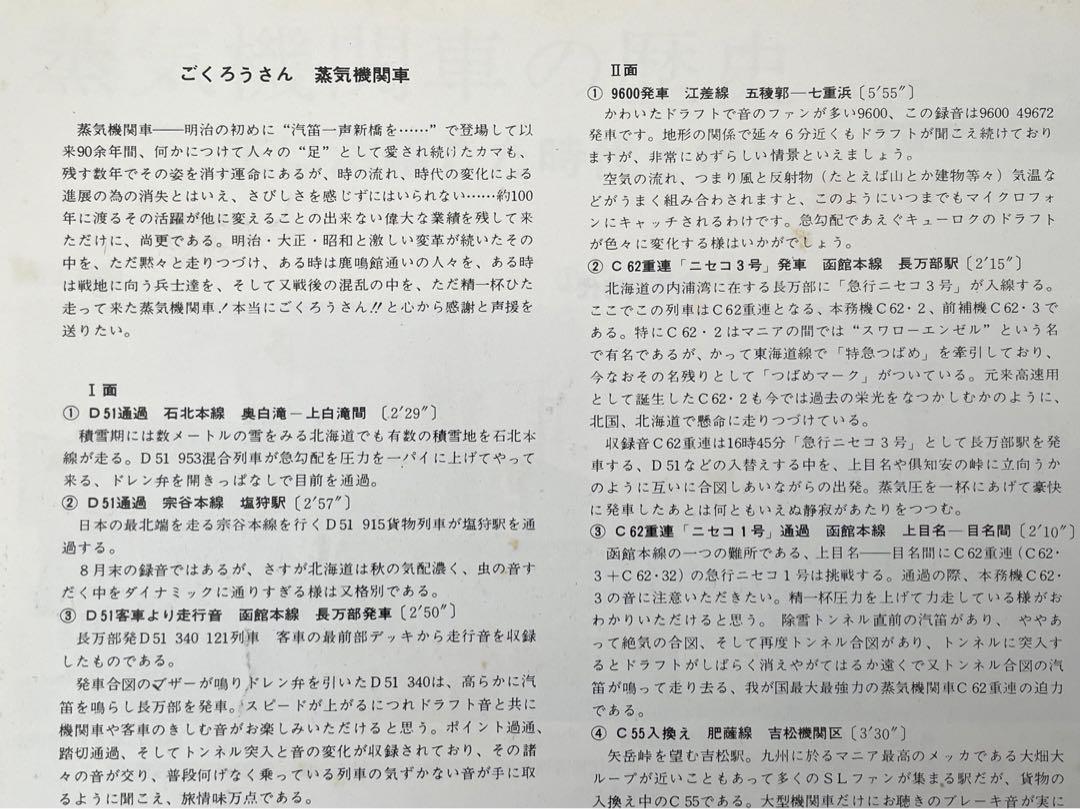 ごくろうさん 蒸気機関車
蒸気機関車――明治の初めに“汽笛一声新橋を……”で登場して以
来90余年間、何かにつけて人々の“足”として愛され続けたカマも、
残す数年でその姿を消す運命にあるが、時の流れ、時代の変化による
進展の為の消失とはいえ、さびしさを感じずにはいられない……約100
年に渡るその活躍が他に変えることの出来ない偉大な業績を残して来
ただけに、尚更である。明治・大正・昭和と激しい変革が続いたその
中を、ただ黙々と走りつづけ、ある時は鹿鳴館通いの人々を、ある時
は戦地に向う兵士達を、そして又戦後の混乱の中を、ただ精一杯ひた
走って来た蒸気機関車!本当にごくろうさん!!と心から感謝と声援を
送りたい。
Ⅰ面
① D51通過 石北本線 奥白滝―上白滝間〔2′29″〕
積雪期には数メートルの雪をみる北海道でも有数の積雪地を石北本
線が走る。D51 953混合列車が急勾配を圧力を一パイに上げてやって
来る、ドレン弁を開きっぱなしで目前を通過。
② D51通過 宗谷本線 塩狩駅〔2′57″〕
日本の最北端を走る宗谷本線を行くD51 915貨物列車が塩狩駅を通
過する。
8月末の録音ではあるが、さすが北海道は秋の気配濃く、虫の音す
だく中をダイナミックに通りすぎる様は又格別である。
③ D51客車より走行音 函館本線 長万部発車〔2′50″〕
長万部発D51 340 121列車 客車の最前部デッキから走行音を収録
したものである。
発車合図のブザーが鳴りドレン弁を引いたD51 340は、高らかに汽
笛を鳴らし長万部を発車。スピードが上がるにつれドラフト音と共に
機関車や客車のきしむ音がお楽しみいただけると思う。ポイント過通、
踏切通過、そしてトンネル突入と音の変化が収録されており、その諸
々の音が交り、普段何げなく乗っている列車の気ずかない音が手に取
るように聞こえ、旅情味万点である。
Ⅱ面
① 9600発車 江差線 五稜郭―七重浜〔5′55″〕
かわいたドラフトで音のファンが多い9600、この録音は9600 49672
発車です。地形の関係で延々6分近くもドラフトが聞こえ続けており
ますが、非常にめずらしい情景といえましょう。
空気の流れ、つまり風と反射物(たとえば山とか建物等々)気温な
どがうまく組み合わされますと、このようにいつまでもマイクロフォ
ンにキャッチされるわけです。急勾配であえぐキューロクのドラフト
が色々に変化する様はいかがでしょう。
② C62重連「ニセコ3号」発車 函館本線 長万部駅〔2′15″〕
北海道の内浦湾に在する長万部に「急行ニセコ3号」が入線する。
ここでこの列車はC62重連となる、本務機C62・2、前補機C62・3で
ある。特にC62・2はマニアの間では“スワローエンゼル”という名
で有名であるが、かって東海道線で「特急つばめ」を牽引しており、
今なおその名残りとして「つばめマーク」がついている。元来高速用
として誕生したC62・2も今では過去の栄光をなつかしむかのように、
北国、北海道で懸命に走りつづけている。
収録音C62重連は16時45分「急行ニセコ3号」として長万部駅を発
車する、D51などの入替えする中を、上目名や倶知安の峠に立向うか
のように互いに合図しあいながらの出発。蒸気圧を一杯にあげて豪快
に発車したあとは何ともいえぬ静寂があたりをつつむ。
③ C62重連「ニセコ1号」通過 函館本線 上目名―目名間〔2′10″〕
函館本線の一つの難所である、上目名――目名間にC62重連(C62・
3+C62・32)の急行ニセコ1号は挑戦する。通過の際、本務機C62・
3の音に注意いただきたい。精一杯圧力を上げて力走している様がお
わかりいただけると思う。 除雪トンネル直前の汽笛があり、ややあ
って絶気の合図、そして再度トンネル合図があり、トンネルに突入す
るとドラフトがしばらく消えやがてはるか遠くで又トンネル合図の汽
笛が鳴って走り去る、我が国最大最強力の蒸気機関車C62重連の迫力
である。
④ C55入換え 肥薩線 吉松機関区〔3′30″〕
矢岳峠を望む吉松駅。九州に於るマニア最高のメッカである大畑大
ループが近いこともあって多くのSLファンが集まる駅だが、貨物の
入換え中のC55である。大型機関車だけにお聴きのブレーキ音が実に